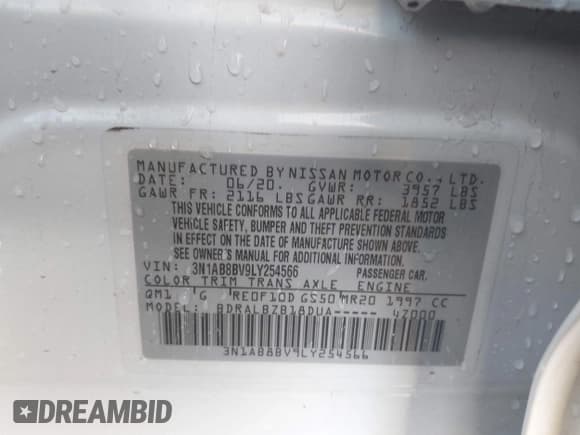 MANUFACTURED BY NISSAN MOTOR CO., LTD.
DATE: 06/20. GVWR: 3957 LBS
GAWR FR: 2116 LBS GAWR RR: 1852 LBS
THIS VEHICLE CONFORMS TO ALL APPLICABLE FEDERAL MOTOR
VEHICLE SAFETY, BUMPER AND THEFT PREVENTION STANDARDS
IN EFFECT ON THE DATE OF MANUFACTURE SHOWN ABOVE.
SEE OWNER'S MANUAL FOR ADDITIONAL INFORMATION.
VIN: 3N1AB8BV9LY254566 PASSENGER CAR.
COLOR TRIM TRANS AXLE ENGINE
QM1 G RE0F10D GS50 MR20 1997 CC
MODEL: BDRALBZB18DUA----- 47000
3N1AB8BV9LY254566
DREAMBID